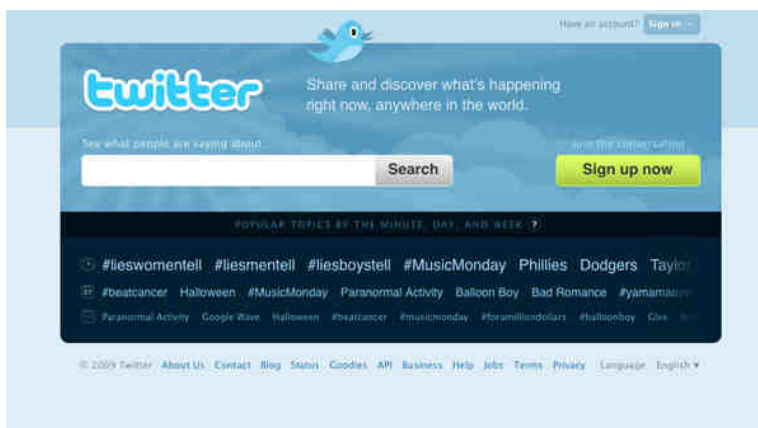 Have an account? Sign in
twitter
Share and discover what's happening
right now, anywhere in the world.
See what people are saying about...
Join the conversation
Search
Sign up now
POPULAR TOPICS BY THE MINUTE, DAY, AND WEEK ?
#lieswomentell #liesmentell #liesboystell #MusicMonday Phillies Dodgers Taylor
#beatcancer Halloween #MusicMonday Paranormal Activity Balloon Boy Bad Romance
Paranormal Activity Google Wave Halloween #beatcancer #musicmonday #foramilliondollars #balloonboy Glee
© 2009 Twitter About Us Contact Blog Status Goodies API Business Help Jobs Terms Privacy Language English